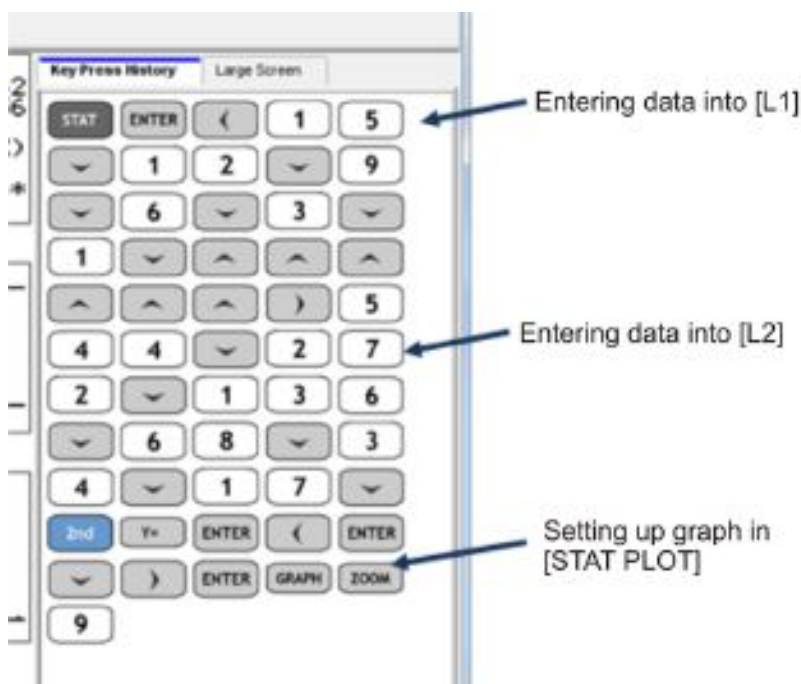 Key Press History Large Screen
STAT ENTER ( 1 5
Entering data into [L1]
1 2 9
6 3
1
) 5
4 4 2 7
Entering data into [L2]
2 1 3 6
6 8 3
4 1 7
2nd Y= ENTER ( ENTER
Setting up graph in
[STAT PLOT]
) ENTER GRAPH ZOOM
9